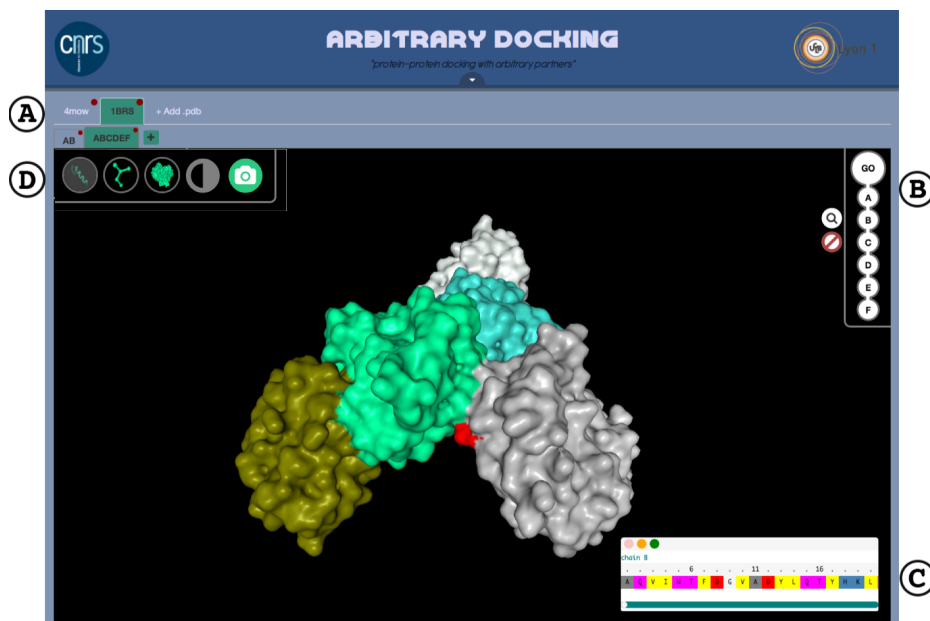 cnrs
ARBITRARY DOCKING
"protein-protein docking with arbitrary partners"
Lyon 1
A
4mow
1BRS
+ Add .pdb
AB
ABCDEF
+
D
B
GO
A
B
C
D
E
F
C
chain B
. . . . . 6 . . . . 11 . . . . 16 . . . .
A Q V I N T F D G V A D Y L Q T Y H K L